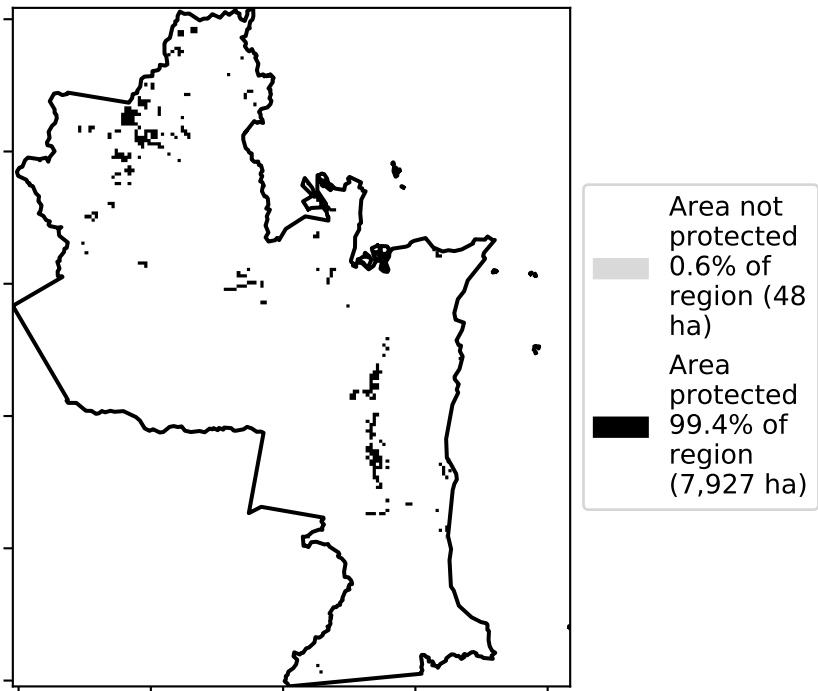 Area not
protected
0.6% of
region (48
ha)
Area
protected
99.4% of
region
(7,927 ha)